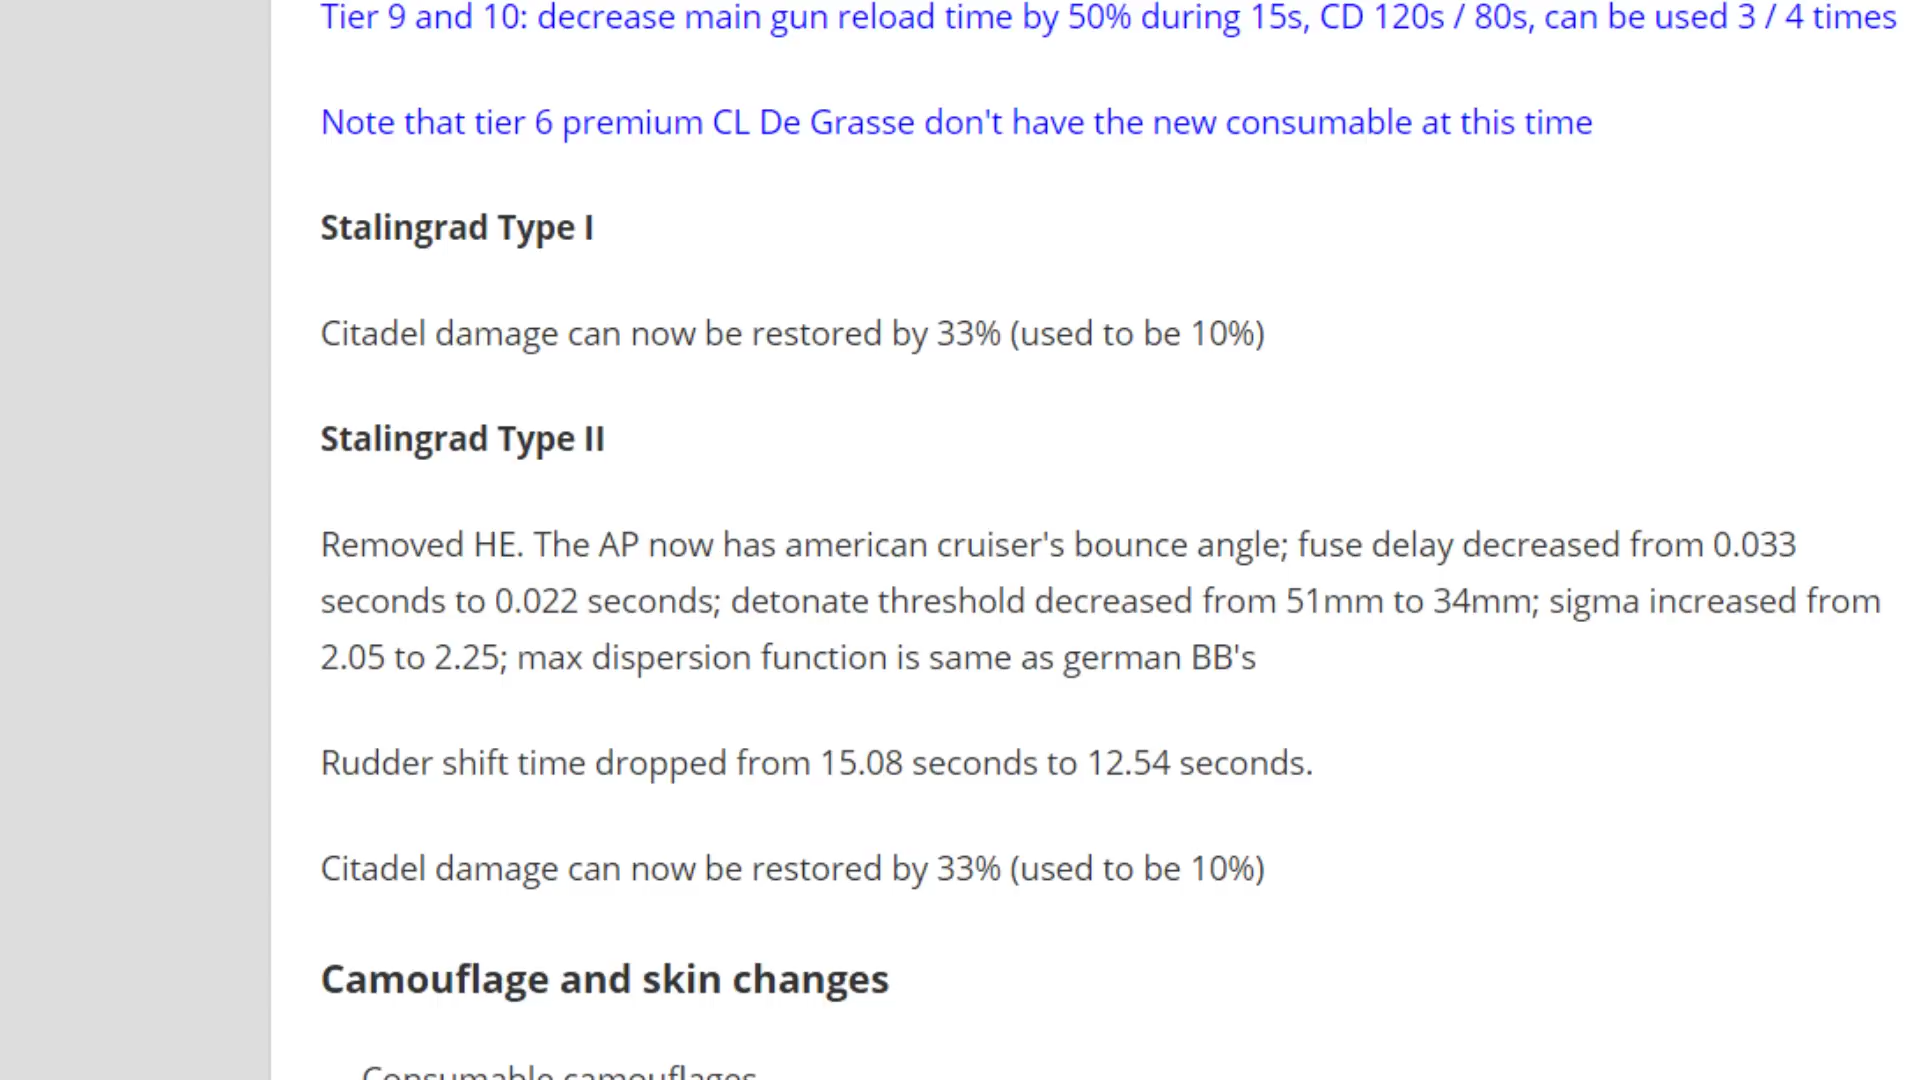 Tier 9 and 10: decrease main gun reload time by 50% during 15s, CD 120s / 80s, can be used 3 / 4 times
Note that tier 6 premium CL De Grasse don't have the new consumable at this time
Stalingrad Type I
Citadel damage can now be restored by 33% (used to be 10%)
Stalingrad Type II
Removed HE. The AP now has american cruiser's bounce angle; fuse delay decreased from 0.033
seconds to 0.022 seconds; detonate threshold decreased from 51mm to 34mm; sigma increased from
2.05 to 2.25; max dispersion function is same as german BB's
Rudder shift time dropped from 15.08 seconds to 12.54 seconds.
Citadel damage can now be restored by 33% (used to be 10%)
Camouflage and skin changes
Consumable camouflages